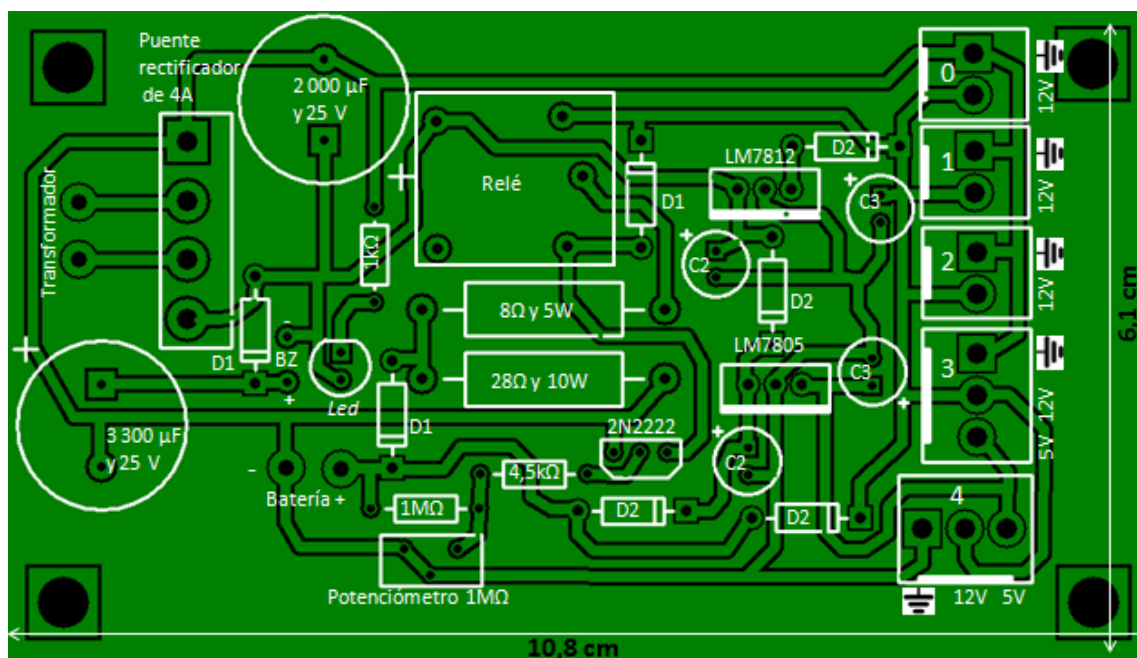 Puente
rectificador
de 4A
2 000 µF
y 25 V
0
12V
Relé
LM7812
D2
1
12V
D1
C3
Transformador
1kΩ
C2
2
12V
D2
8Ω y 5W
6,1 cm
LM7805
-
BZ
D1
+
28Ω y 10W
C3
3
5V 12V
Led
D1
2N2222
3 300 µF
y 25 V
-
Batería +
4,5kΩ
C2
4
1MΩ
D2
D2
Potenciómetro 1MΩ
12V 5V
10,8 cm